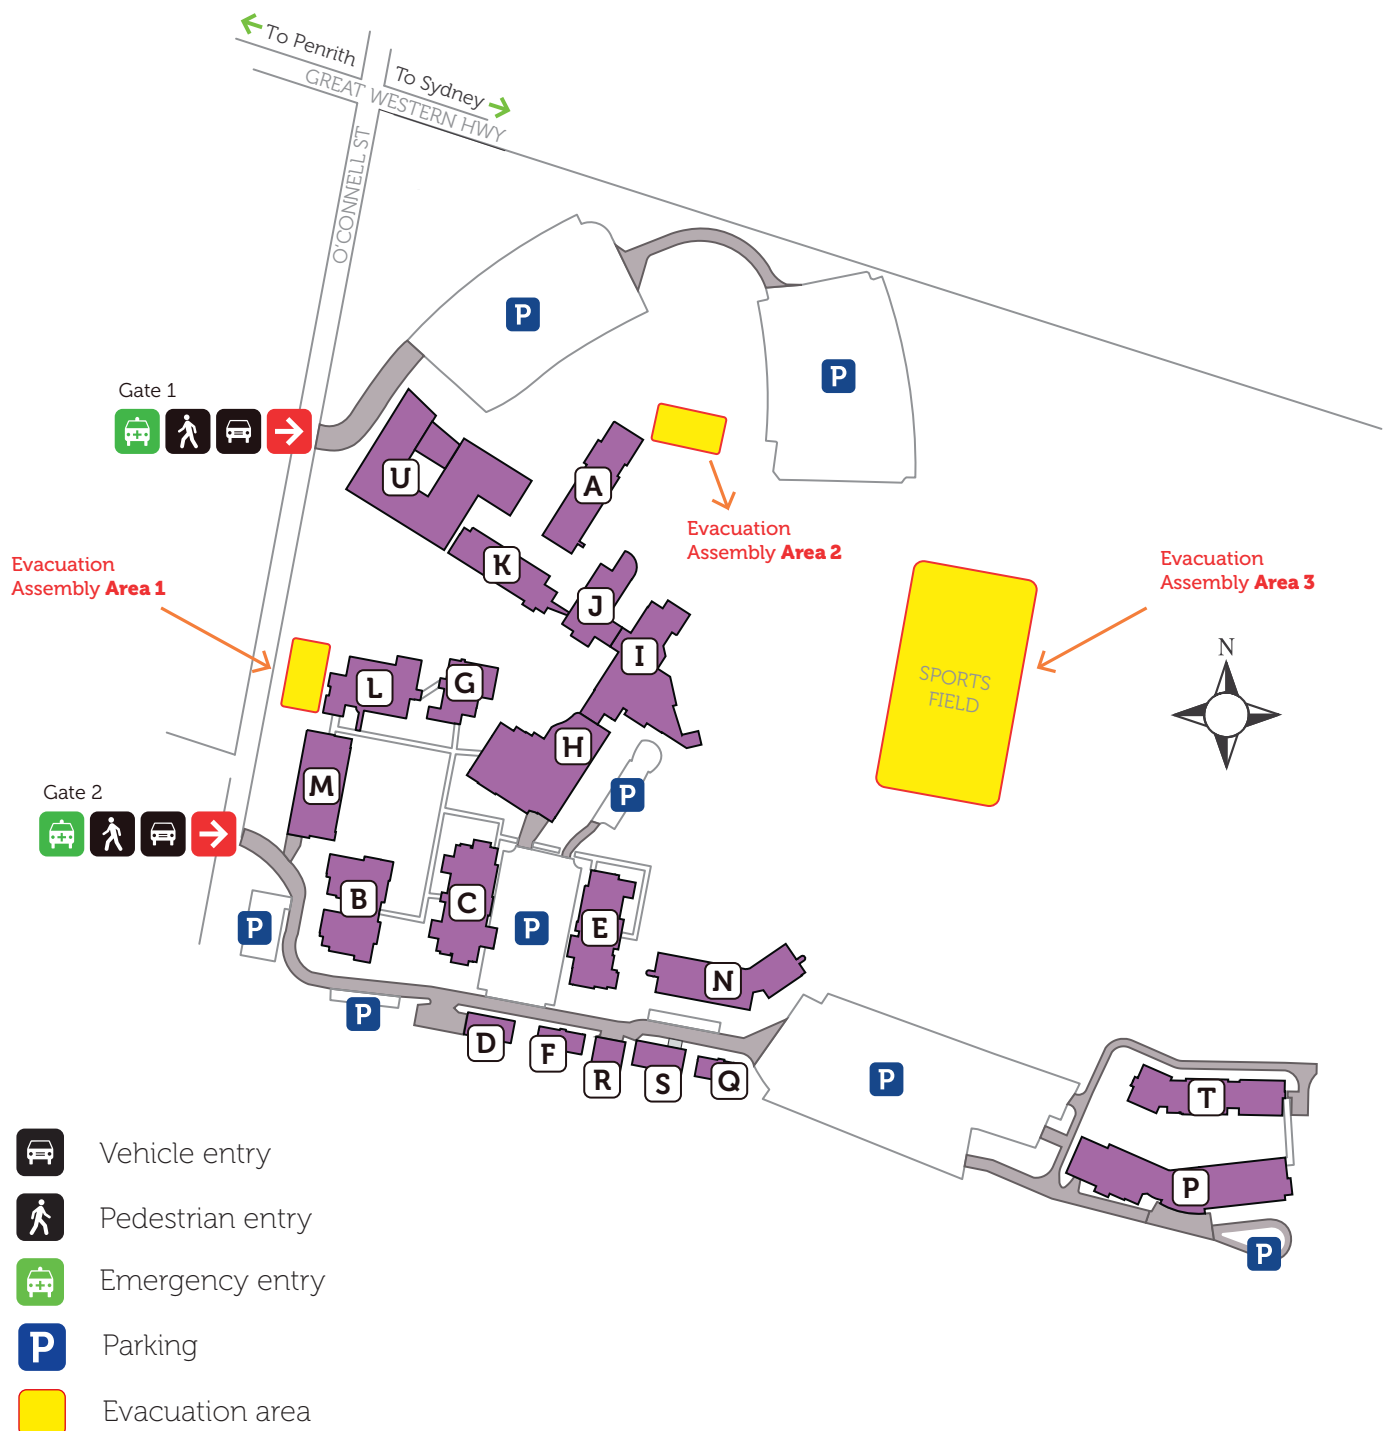 To Penrith
To Sydney
GREAT WESTERN HWY
O'CONNELL ST
P
P
Gate 1
U
A
Evacuation
Assembly Area 2
K
Evacuation
Assembly Area 1
Evacuation
Assembly Area 3
J
I
N
SPORTS
FIELD
L
G
H
M
P
Gate 2
B
C
E
P
P
N
P
D
F
R
S
Q
P
T
P
P
Vehicle entry
Pedestrian entry
Emergency entry
P
Parking
Evacuation area